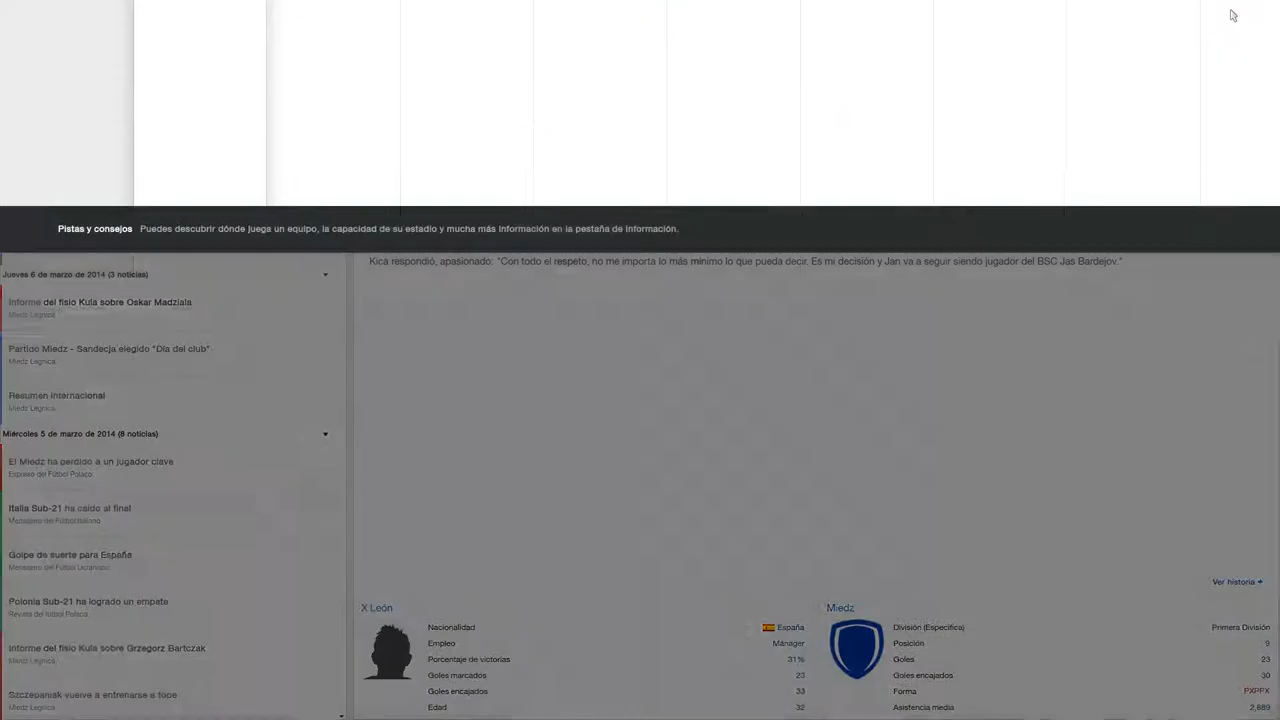 Pistas y consejos Puedes descubrir dónde juega un equipo, la capacidad de su estadio y mucha más información en la pestaña de información.
Kica respondió, apasionado: "Con todo el respeto, no me importa lo más mínimo lo que pueda decir. Es mi decisión y Jan va a seguir siendo jugador del BSC Jas Bardejov."
Jueves 6 de marzo de 2014 (3 noticias)
Informe del fisio Kula sobre Oskar Madziala
Miedz Legnica
Partido Miedz - Sandecja elegido "Día del club"
Miedz Legnica
Resumen internacional
Miedz Legnica
Miércoles 5 de marzo de 2014 (8 noticias)
El Miedz ha perdido a un jugador clave
Expreso del Fútbol Polaco
Italia Sub-21 ha caído al final
Mensajero del Fútbol Italiano
Golpe de suerte para España
Mensajero del Fútbol Ucraniano
Polonia Sub-21 ha logrado un empate
Revista del fútbol Polaco
Informe del fisio Kula sobre Grzegorz Bartczak
Miedz Legnica
Szczepaniak vuelve a entrenarse a tope
Miedz Legnica
Ver historia
X León
Nacionalidad España
Empleo Mánager
Porcentaje de victorias 31%
Goles marcados 23
Goles encajados 33
Edad 32
Miedz
División (Específica) Primera División
Posición 9
Goles 23
Goles encajados 30
Forma PXPPX
Asistencia media 2,889